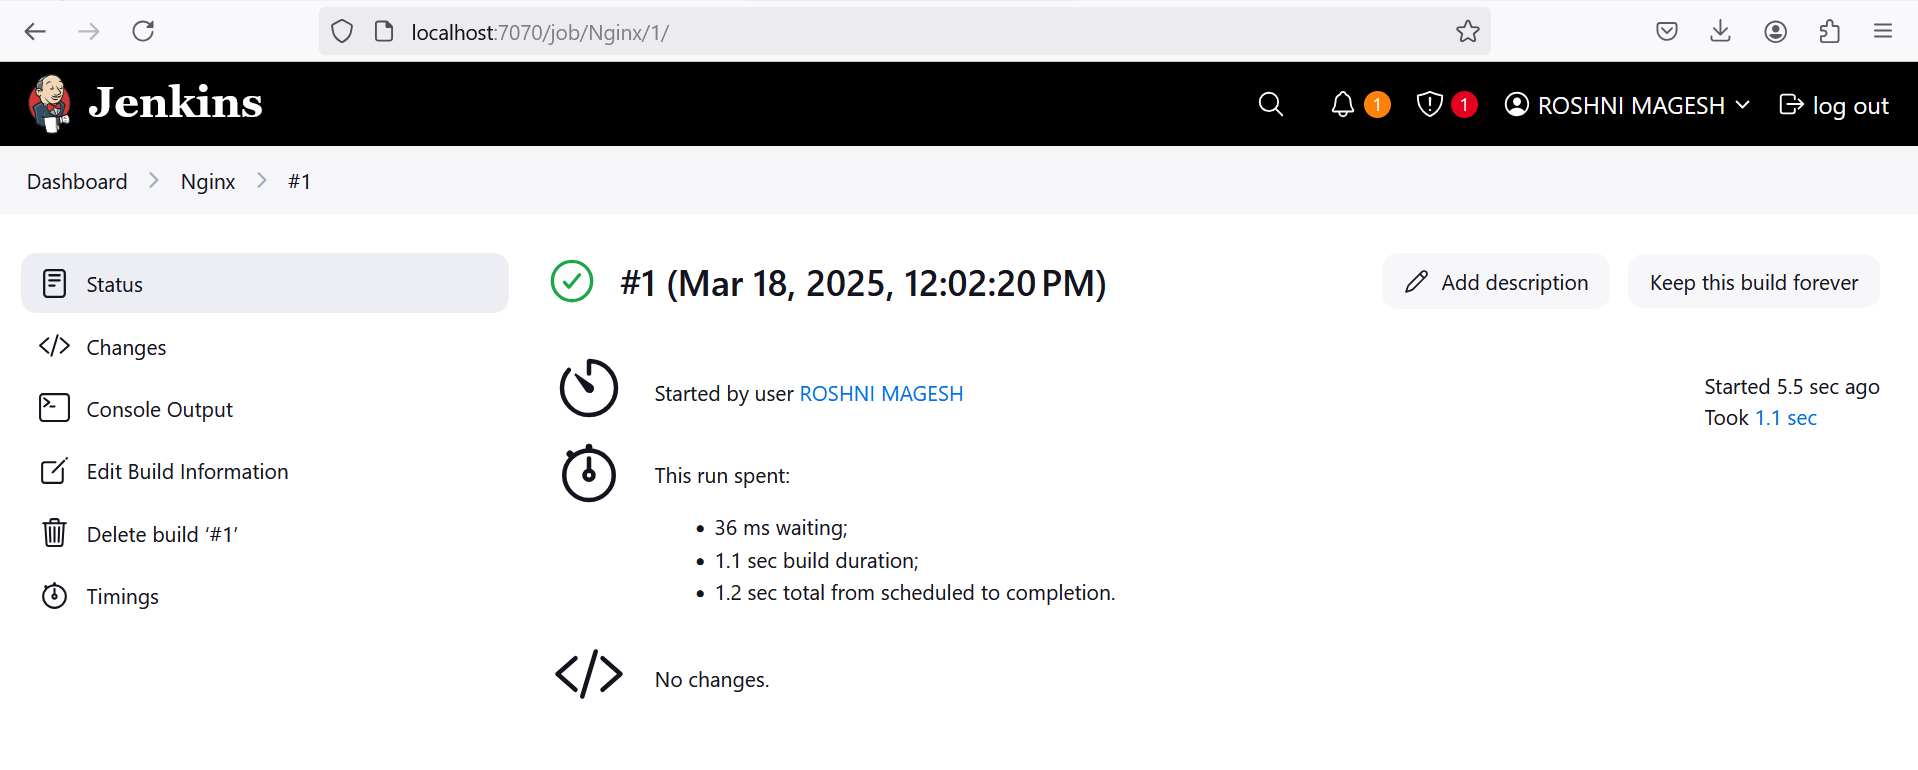 localhost:7070/job/Nginx/1/
Jenkins
1
1
ROSHNI MAGESH
log out
Dashboard
Nginx
#1
Status
Changes
Console Output
Edit Build Information
Delete build ‘#1’
Timings
#1 (Mar 18, 2025, 12:02:20 PM)
Add description
Keep this build forever
Started by user ROSHNI MAGESH
Started 5.5 sec ago
Took 1.1 sec
This run spent:
• 36 ms waiting;
• 1.1 sec build duration;
• 1.2 sec total from scheduled to completion.
No changes.